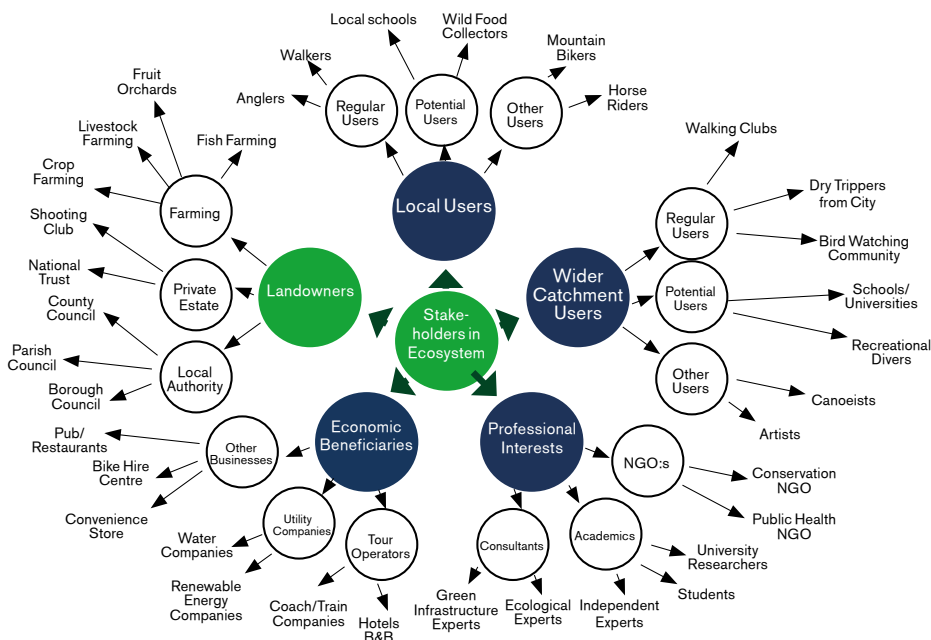 Local schools
Wild Food
Collectors
Walkers
Mountain
Bikers
Anglers
Regular
Users
Potential
Users
Other
Users
Horse
Riders
Local Users
Fruit
Orchards
Livestock
Farming
Fish Farming
Crop
Farming
Farming
Shooting
Club
National
Trust
Private
Estate
County
Council
Parish
Council
Borough
Council
Local
Authority
Landowners
Stake-
holders in
Ecosystem
Wider
Catchment
Users
Walking Clubs
Regular
Users
Dry Trippers
from City
Bird Watching
Community
Potential
Users
Schools/
Universities
Recreational
Divers
Other
Users
Canoeists
Artists
Economic
Beneficiaries
Other
Businesses
Pub/
Restaurants
Bike Hire
Centre
Convenience
Store
Utility
Companies
Water
Companies
Renewable
Energy
Companies
Tour
Operators
Coach/Train
Companies
Hotels
B&B
Professional
Interests
NGO:s
Conservation
NGO
Public Health
NGO
Academics
University
Researchers
Students
Independent
Experts
Consultants
Green
Infrastructure
Experts
Ecological
Experts